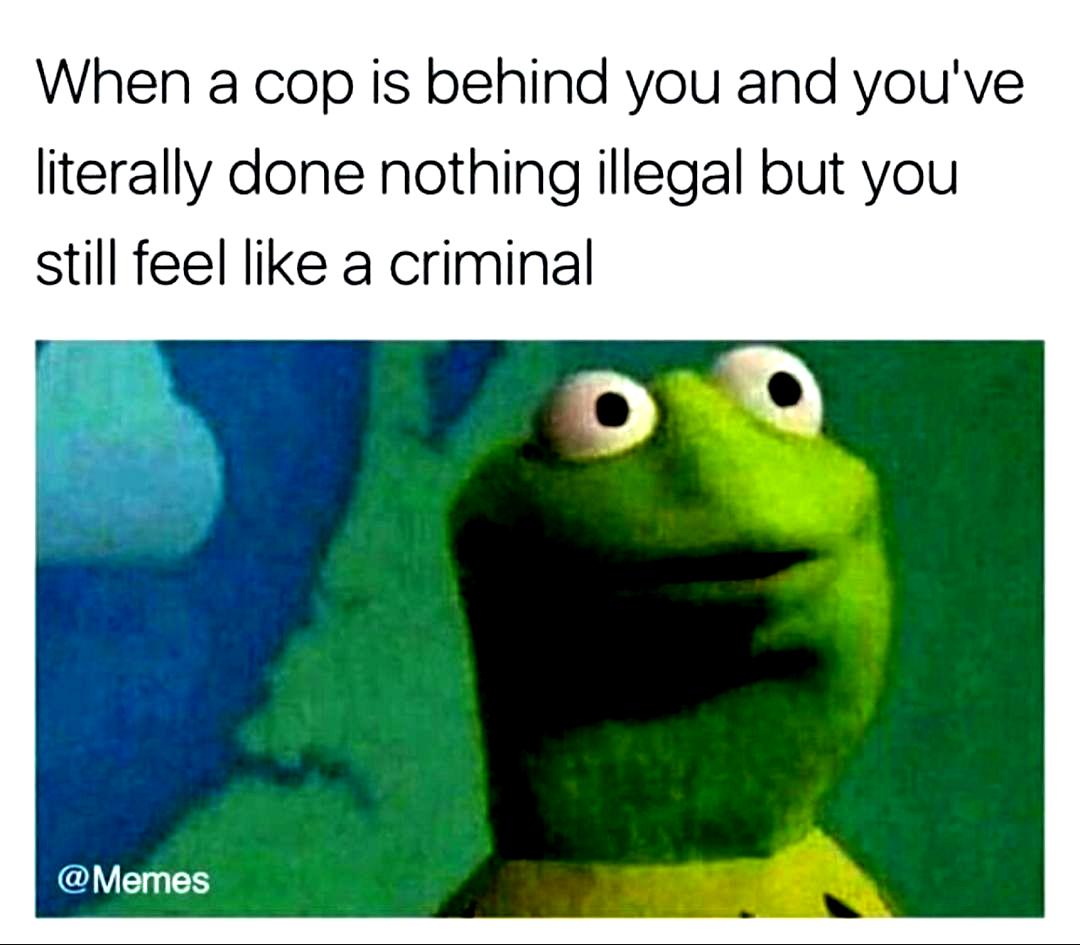 When a cop is behind you and you've
literally done nothing illegal but you
still feel like a criminal
@Memes